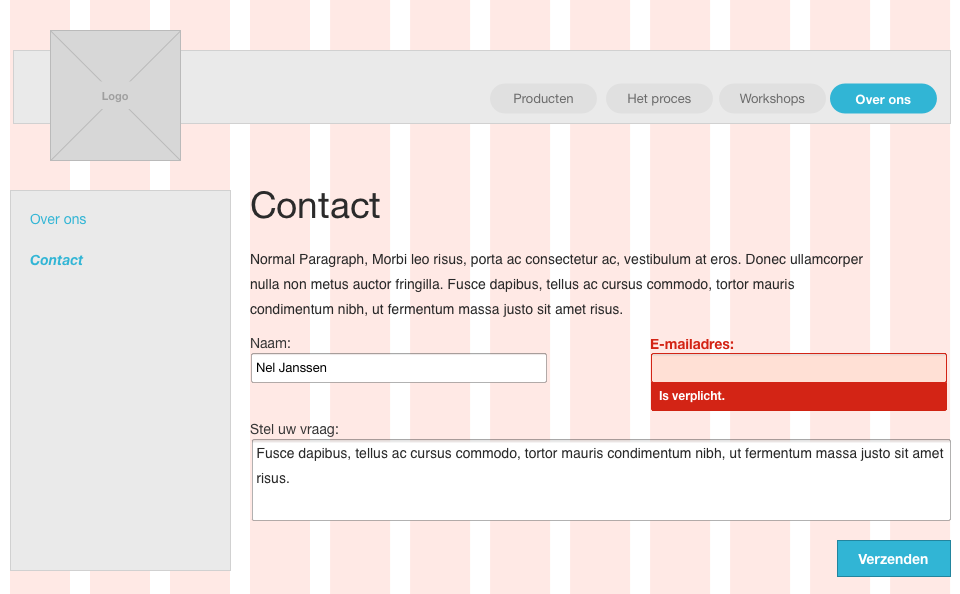 Logo
Producten
Het proces
Workshops
Over ons
Over ons
Contact
Contact
Normal Paragraph, Morbi leo risus, porta ac consectetur ac, vestibulum at eros. Donec ullamcorper
nulla non metus auctor fringilla. Fusce dapibus, tellus ac cursus commodo, tortor mauris
condimentum nibh, ut fermentum massa justo sit amet risus.
Naam:
Nel Janssen
E-mailadres:
Is verplicht.
Stel uw vraag:
Fusce dapibus, tellus ac cursus commodo, tortor mauris condimentum nibh, ut fermentum massa justo sit amet
risus.
Verzenden